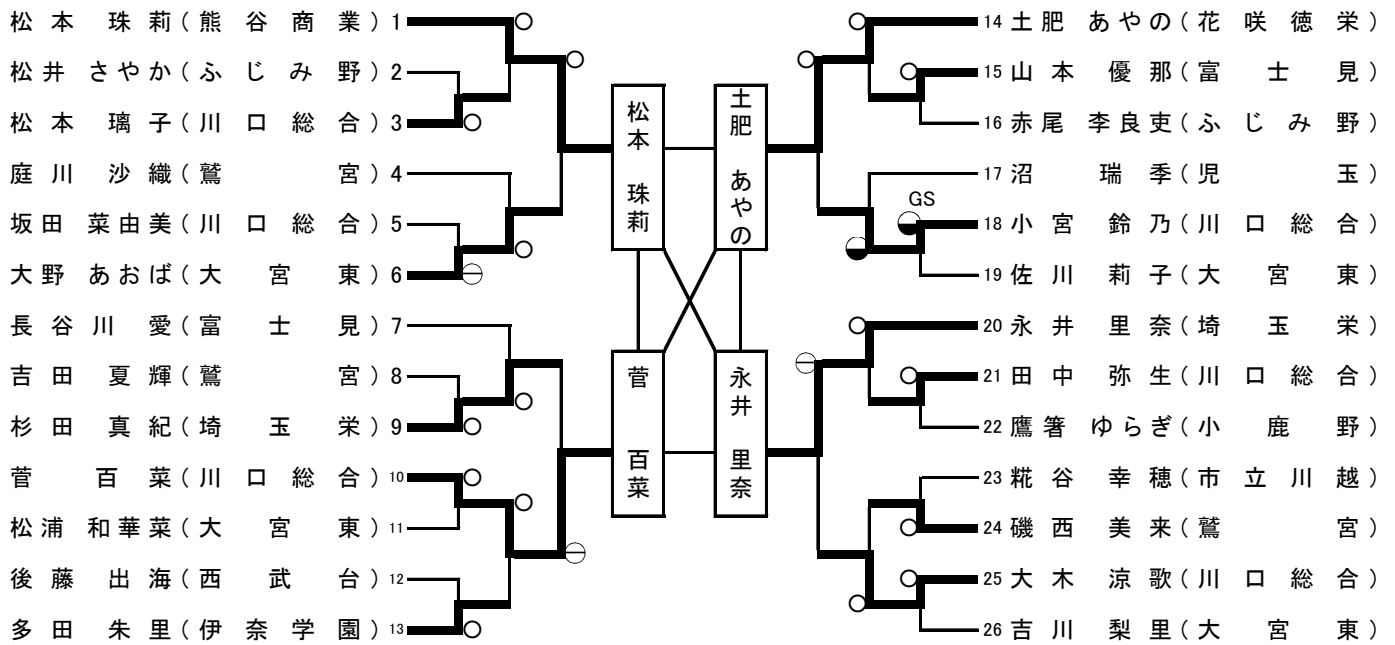 松本 珠莉(熊谷商業) 1
松井 さやか(ふじみ野) 2
松本 璃子(川口総合) 3
庭川 沙織(鷲宮) 4
坂田 菜由美(川口総合) 5
大野 あおば(大宮東) 6
長谷川 愛(富士見) 7
吉田 夏輝(鷲宮) 8
杉田 真紀(埼玉栄) 9
菅 百菜(川口総合) 10
松浦 和華菜(大宮東) 11
後藤 出海(西武台) 12
多田 朱里(伊奈学園) 13
松本 珠莉
土肥 あやの
菅 百菜
永井 里奈
14 土肥 あやの(花咲徳栄)
15 山本 優那(富士見)
16 赤尾 李良吏(ふじみ野)
17 沼 瑞季(児玉)
GS
18 小宮 鈴乃(川口総合)
19 佐川 莉子(大宮東)
20 永井 里奈(埼玉栄)
21 田中 弥生(川口総合)
22 鷹箸 ゆらぎ(小鹿野)
23 糀谷 幸穂(市立川越)
24 磯西 美来(鷲宮)
25 大木 涼歌(川口総合)
26 吉川 梨里(大宮東)